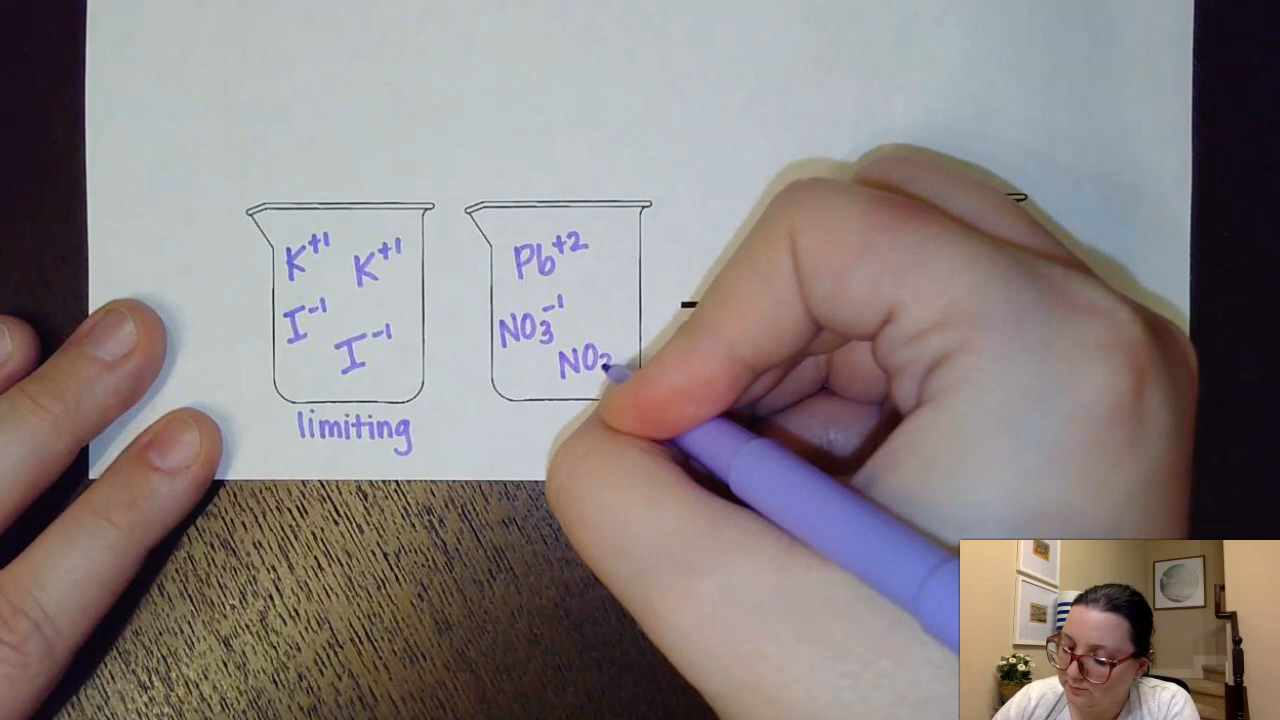 K+1 K+1
I-1
I-1
limiting
Pb+2
NO3-1
NO3